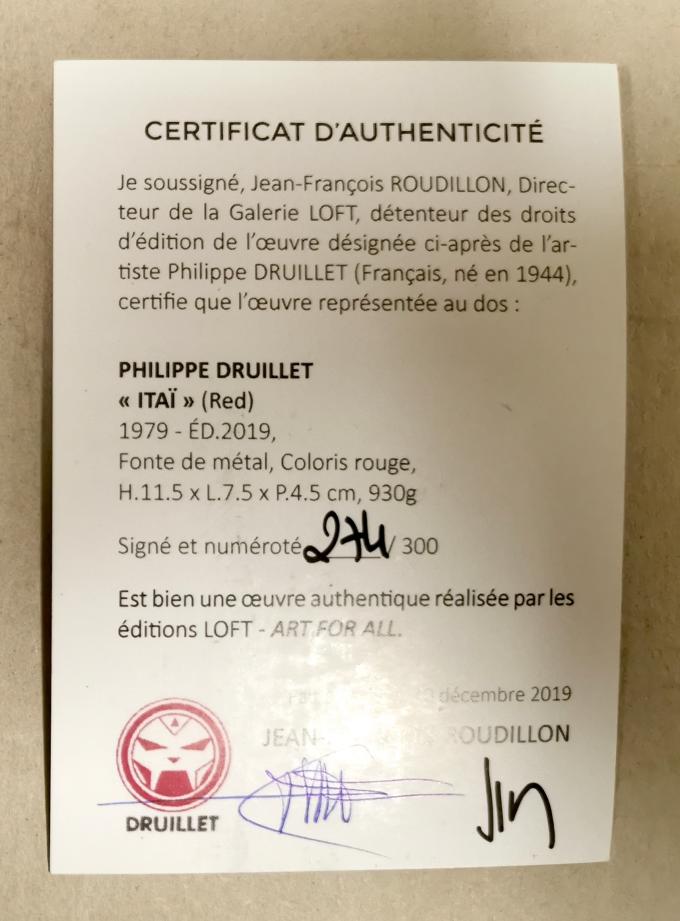 CERTIFICAT D'AUTHENTICITÉ
Je soussigné, Jean-François ROUDILLON, Direc-
teur de la Galerie LOFT, détenteur des droits
d'édition de l'œuvre désignée ci-après de l'ar-
tiste Philippe DRUILLET (Français, né en 1944),
certifie que l'œuvre représentée au dos :
PHILIPPE DRUILLET
« ITAÏ » (Red)
1979 - ÉD.2019,
Fonte de métal, Coloris rouge,
H.11.5 x L.7.5 x P.4.5 cm, 930g
Signé et numéroté 274/ 300
Est bien une œuvre authentique réalisée par les
éditions LOFT - ART FOR ALL.
décembre 2019
JEAN- ROUDILLON
DRUILLET